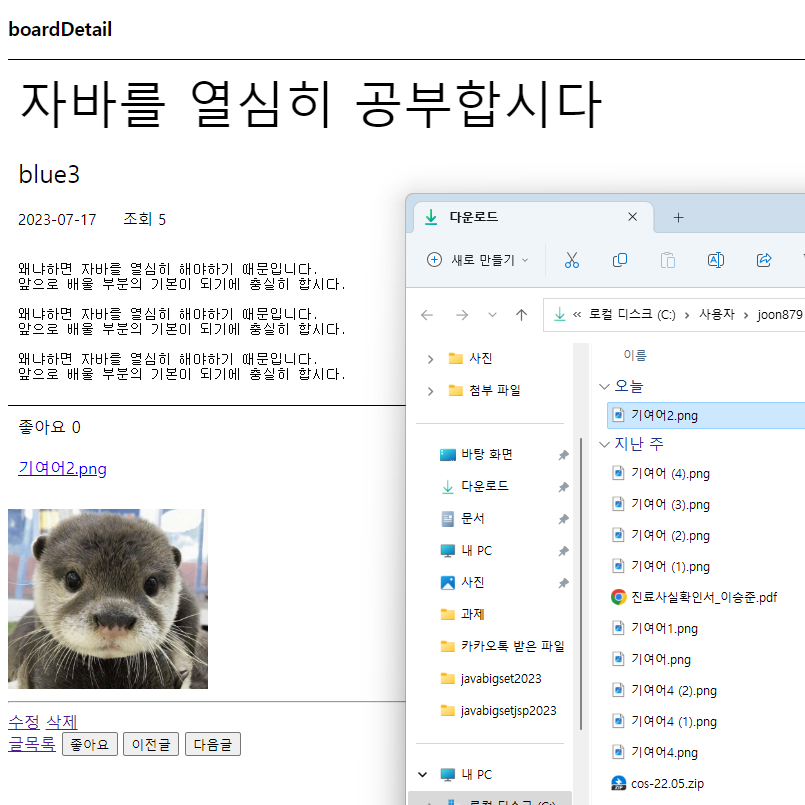 boardDetail
자바를 열심히 공부합시다
blue3
2023-07-17 조회 5
왜냐하면 자바를 열심히 해야하기 때문입니다.
앞으로 배울 부분의 기본이 되기에 충실히 합시다.
왜냐하면 자바를 열심히 해야하기 때문입니다.
앞으로 배울 부분의 기본이 되기에 충실히 합시다.
왜냐하면 자바를 열심히 해야하기 때문입니다.
앞으로 배울 부분의 기본이 되기에 충실히 합시다.
좋아요 0
기여어2.png
수정 삭제
글목록 좋아요 이전글 다음글
다운로드
새로 만들기
« 로컬 디스크 (C:) › 사용자 › joon879
사진
첨부 파일
바탕 화면
다운로드
문서
내 PC
사진
과제
카카오톡 받은 파일
javabigset2023
javabigsetjsp2023
내 PC
로컬 디스크 (C:)
이름
오늘
기여어2.png
지난 주
기여어 (4).png
기여어 (3).png
기여어 (2).png
기여어 (1).png
진료사실확인서_이승준.pdf
기여어1.png
기여어.png
기여어4 (2).png
기여어4 (1).png
기여어4.png
cos-22.05.zip